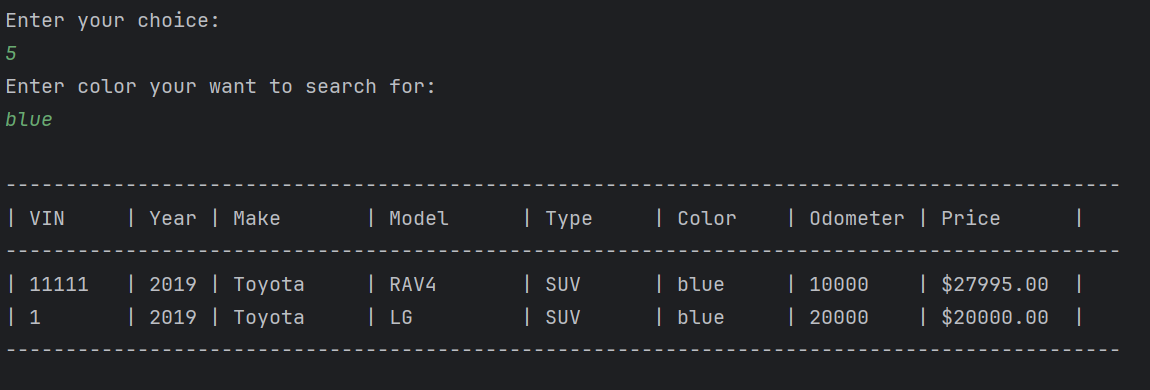 Enter your choice:
5
Enter color your want to search for:
blue
---------------------------------------------------------------------------------------------
| VIN     | Year | Make       | Model      | Type     | Color    | Odometer | Price      |
---------------------------------------------------------------------------------------------
| 11111   | 2019 | Toyota     | RAV4       | SUV      | blue     | 10000    | $27995.00  |
| 1       | 2019 | Toyota     | LG         | SUV      | blue     | 20000    | $20000.00  |
---------------------------------------------------------------------------------------------